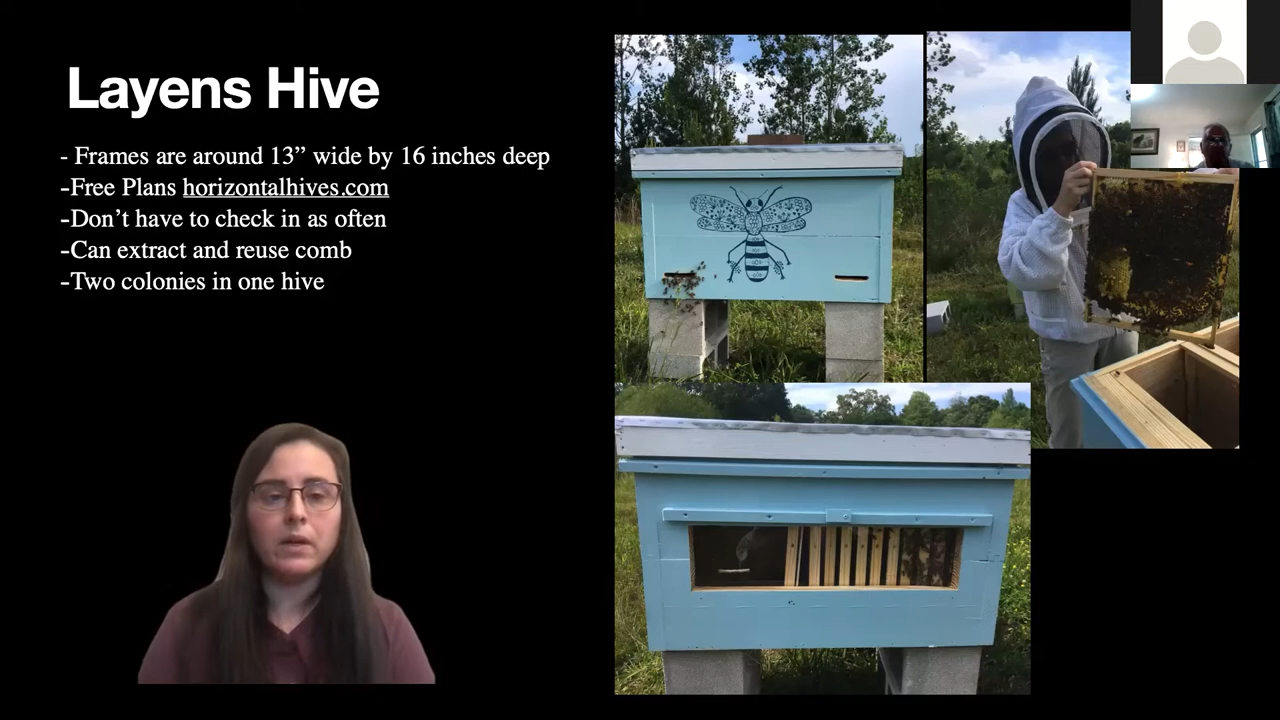 Layens Hive
- Frames are around 13” wide by 16 inches deep
-Free Plans horizontalhives.com
-Don’t have to check in as often
-Can extract and reuse comb
-Two colonies in one hive